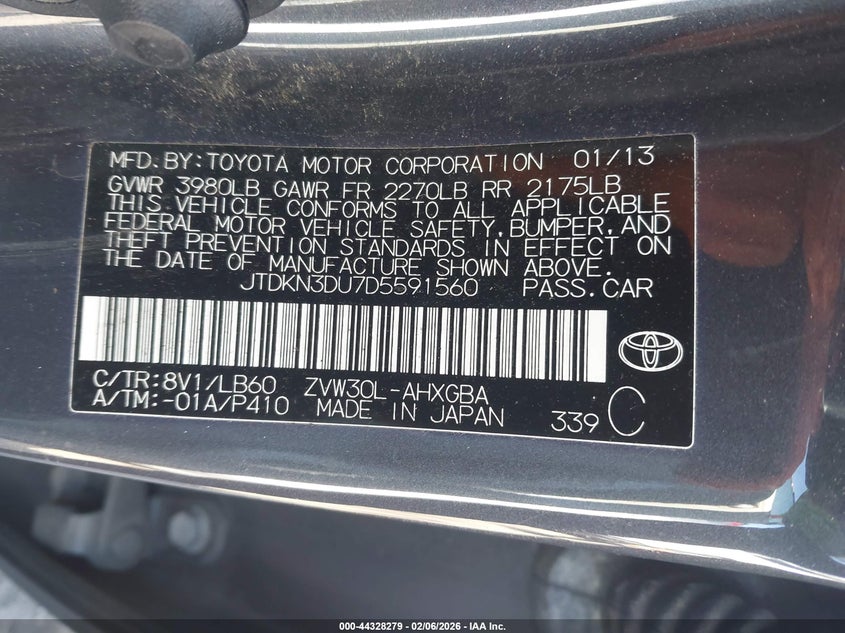 MFD. BY: TOYOTA MOTOR CORPORATION 01/13
GVWR 3980LB GAWR FR 2270LB RR 2175LB
THIS VEHICLE CONFORMS TO ALL APPLICABLE
FEDERAL MOTOR VEHICLE SAFETY, BUMPER, AND
THEFT PREVENTION STANDARDS IN EFFECT ON
THE DATE OF MANUFACTURE SHOWN ABOVE.
JTDKN3DU7D5591560 PASS. CAR
C/TR: 8V1/LB60 ZVW30L-AHXGBA
A/TM: -01A/P410 MADE IN JAPAN 339 C
000-44328279 - 02/06/2026 - IAA Inc.